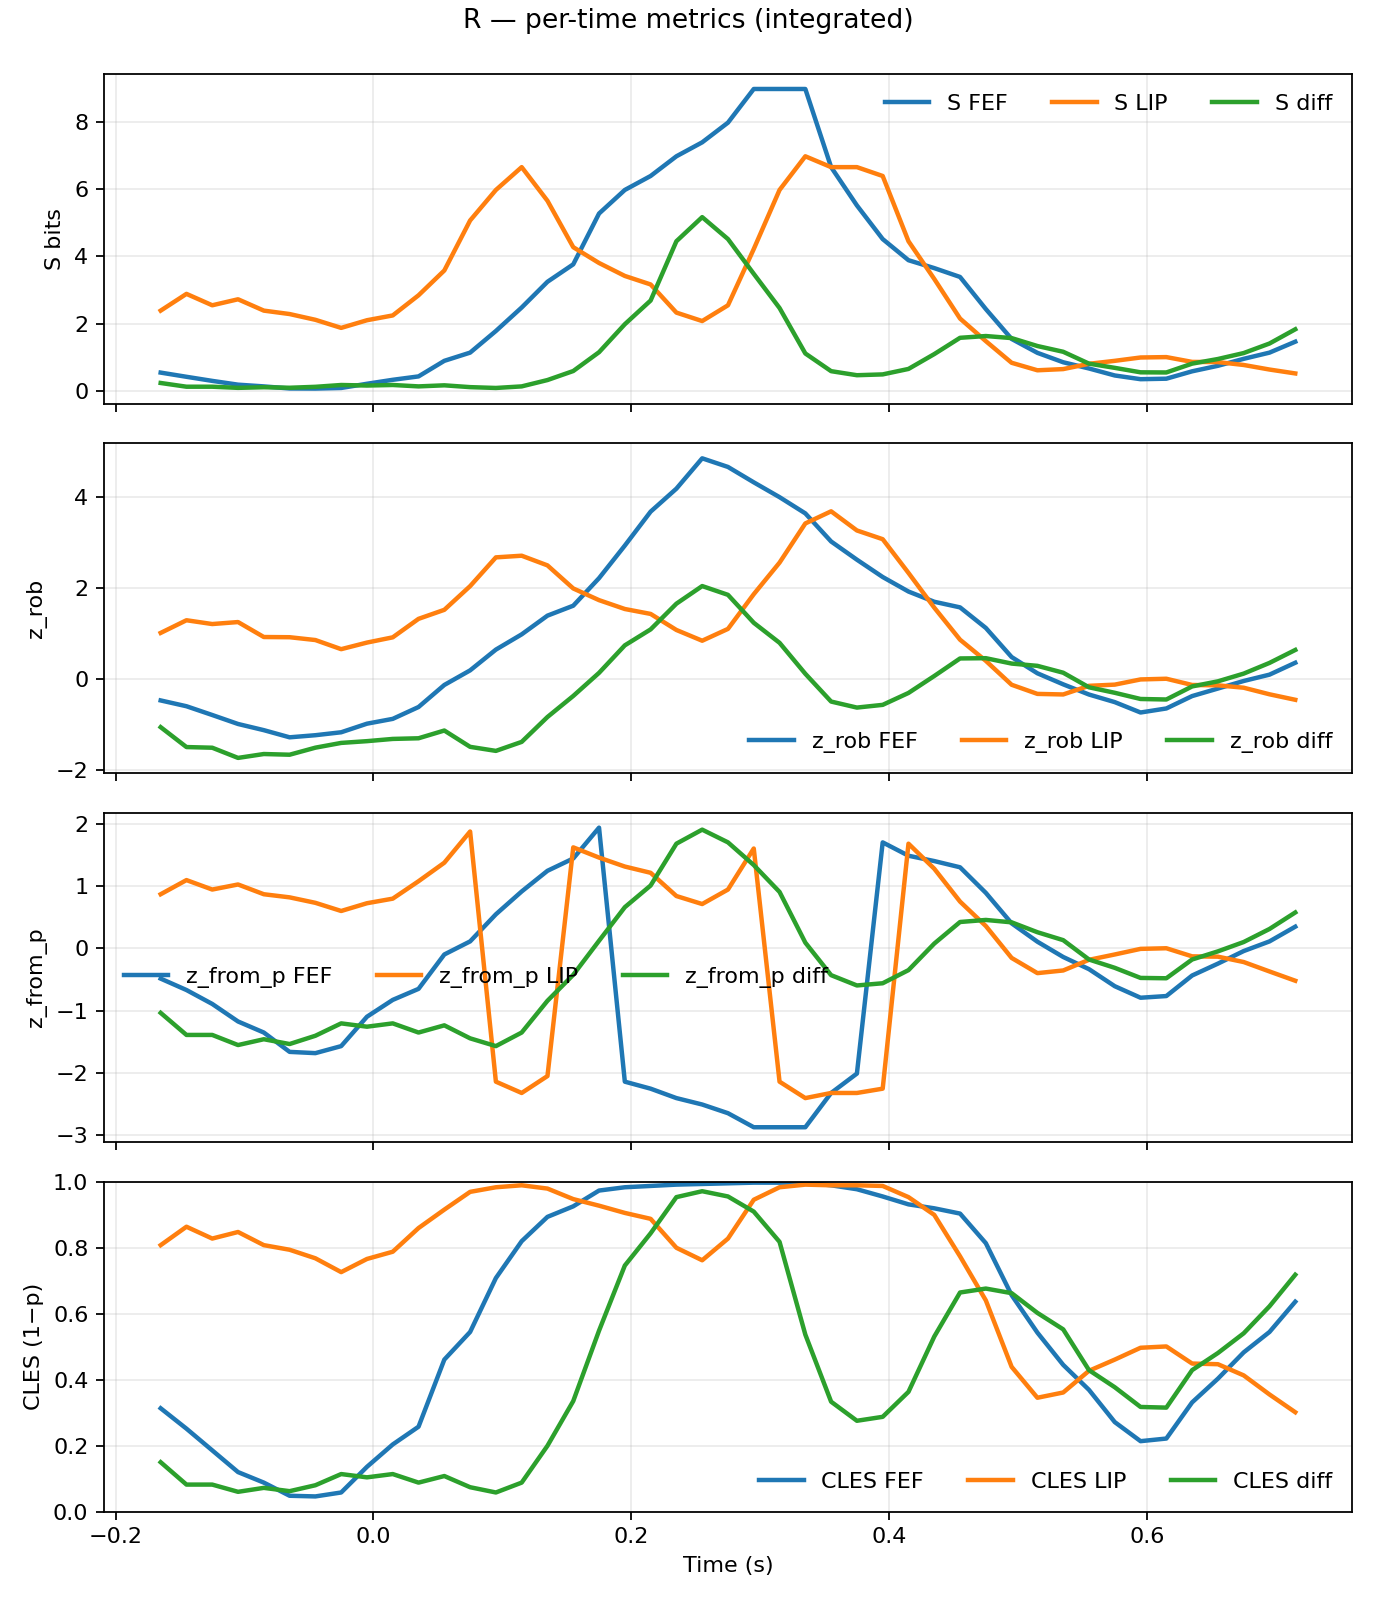 R — per-time metrics (integrated)
S FEF S LIP S diff
8
6
4
2
0
S bits
4
2
0
−2
z_rob
z_rob FEF z_rob LIP z_rob diff
2
1
0
−1
−2
−3
z_from_p
z_from_p FEF z_from_p LIP z_from_p diff
1.0
0.8
0.6
0.4
0.2
0.0
CLES (1−p)
CLES FEF CLES LIP CLES diff
−0.2 0.0 0.2 0.4 0.6
Time (s)